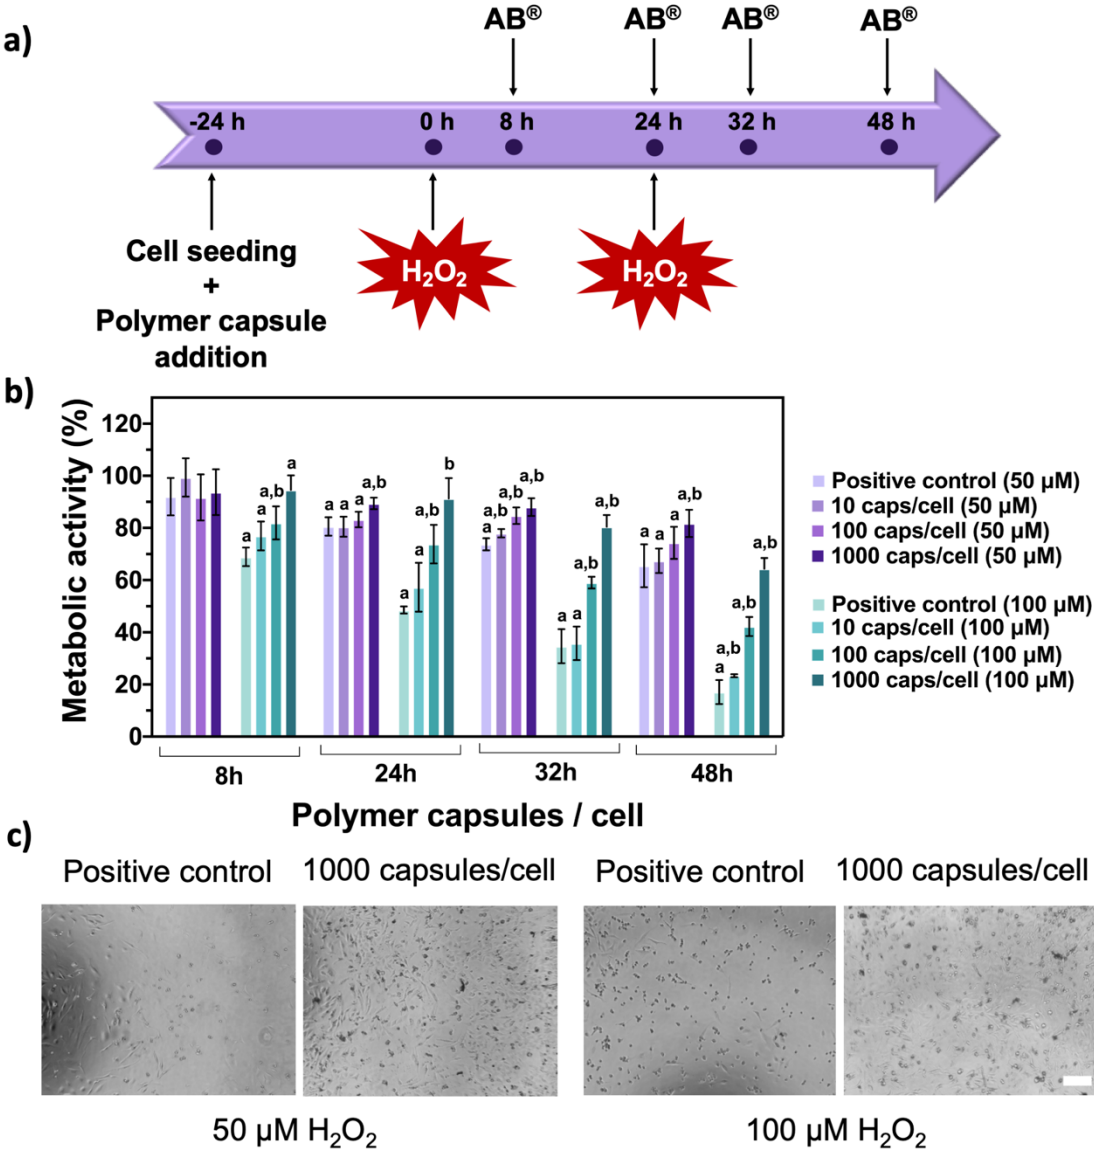 a)
AB®
AB®
AB®
AB®
-24 h
0 h
8 h
24 h
32 h
48 h
Cell seeding
+
Polymer capsule
addition
H₂O₂
H₂O₂
b)
Metabolic activity (%)
120
100
80
60
40
20
0
a
a,b
a,b
a
a
a
a
a,b
a
a
a,b
b
a
a,b
a,b
a,b
a
a
a,b
a,b
a
a
a
a,b
a
a,b
a,b
a,b
8h
24h
32h
48h
Polymer capsules / cell
Positive control (50 µM)
10 caps/cell (50 µM)
100 caps/cell (50 µM)
1000 caps/cell (50 µM)
Positive control (100 µM)
10 caps/cell (100 µM)
100 caps/cell (100 µM)
1000 caps/cell (100 µM)
c)
Positive control
1000 capsules/cell
Positive control
1000 capsules/cell
50 µM H₂O₂
100 µM H₂O₂